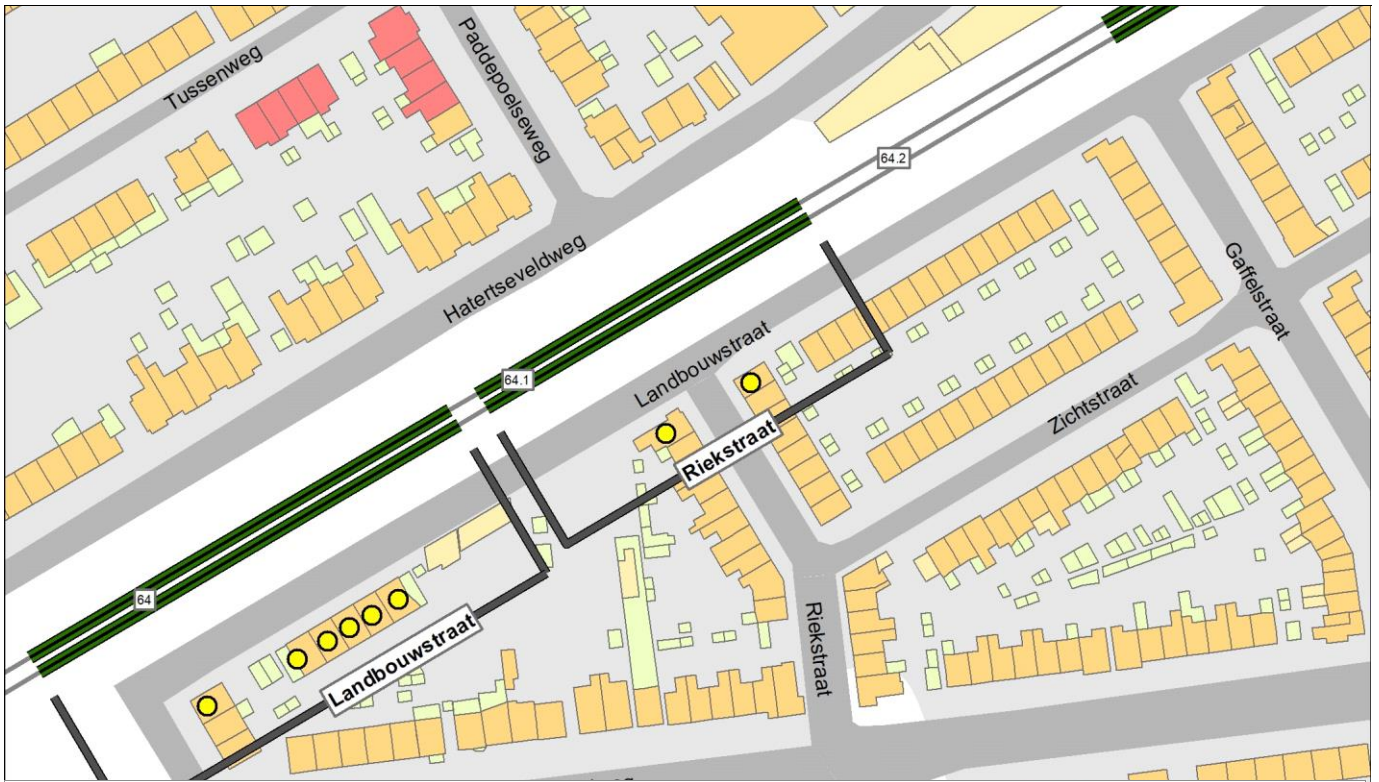 Tussenweg
Paddepoelseweg
64.2
Hatertseveldweg
Gaffelstraat
Landbouwstraat
64.1
Zichtstraat
Riekstraat
64
Riekstraat
Landbouwstraat